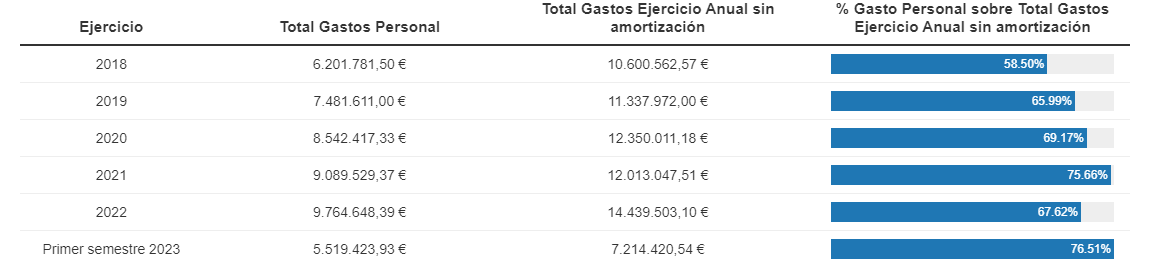 Ejercicio Total Gastos Personal Total Gastos Ejercicio Anual sin amortización % Gasto Personal sobre Total Gastos Ejercicio Anual sin amortización
2018 6.201.781,50 € 10.600.562,57 € 58.50%
2019 7.481.611,00 € 11.337.972,00 € 65.99%
2020 8.542.417,33 € 12.350.011,18 € 69.17%
2021 9.089.529,37 € 12.013.047,51 € 75.66%
2022 9.764.648,39 € 14.439.503,10 € 67.62%
Primer semestre 2023 5.519.423,93 € 7.214.420,54 € 76.51%